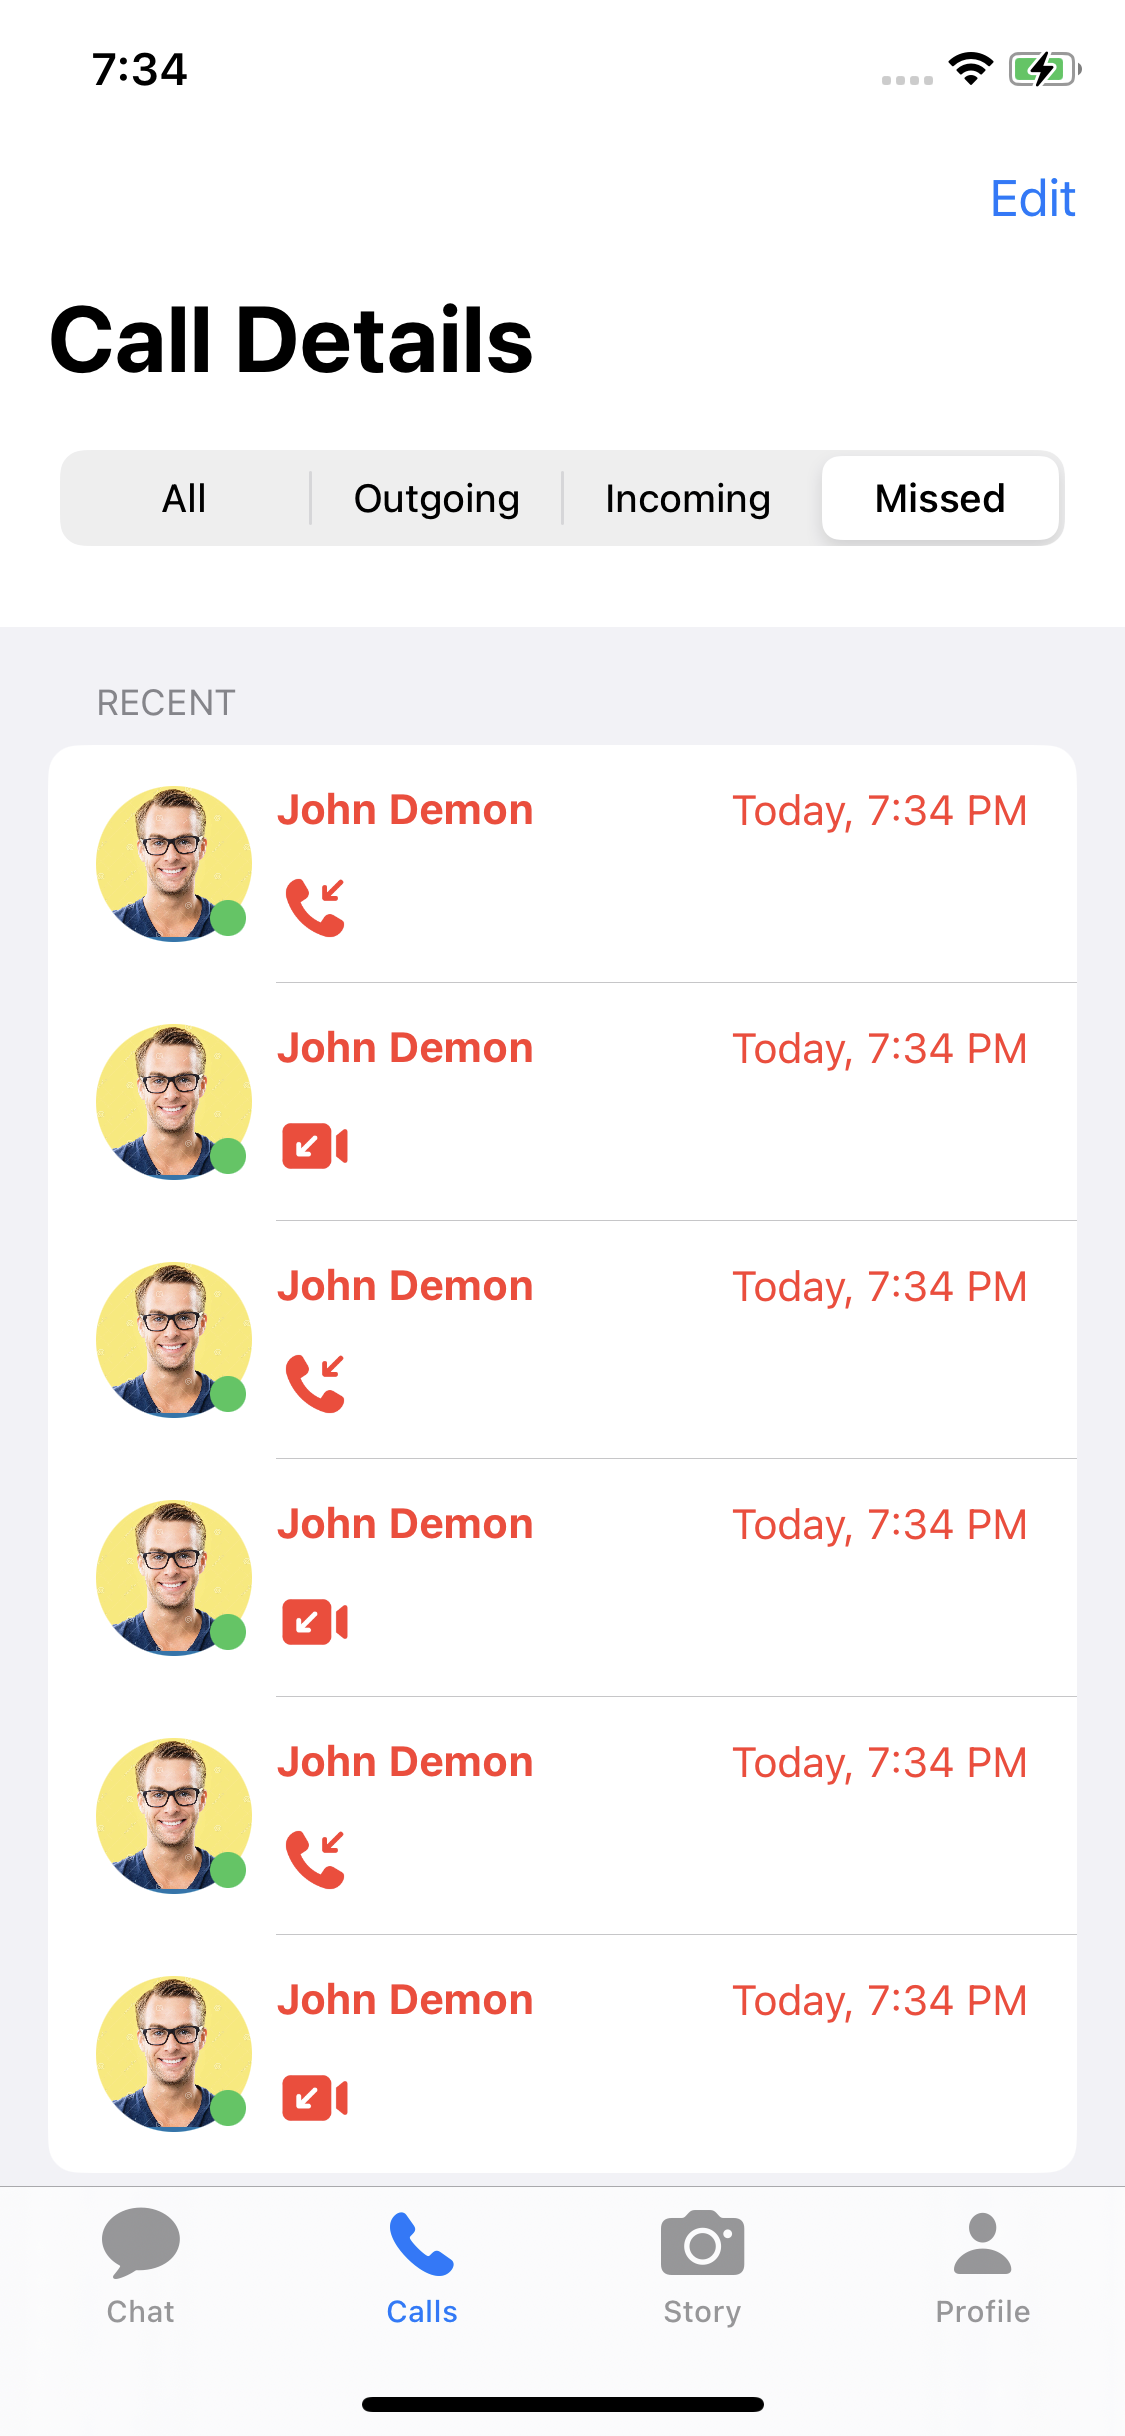 7:34
Edit
Call Details
All Outgoing Incoming Missed
RECENT
John Demon Today, 7:34 PM
John Demon Today, 7:34 PM
John Demon Today, 7:34 PM
John Demon Today, 7:34 PM
John Demon Today, 7:34 PM
John Demon Today, 7:34 PM
Chat Calls Story Profile